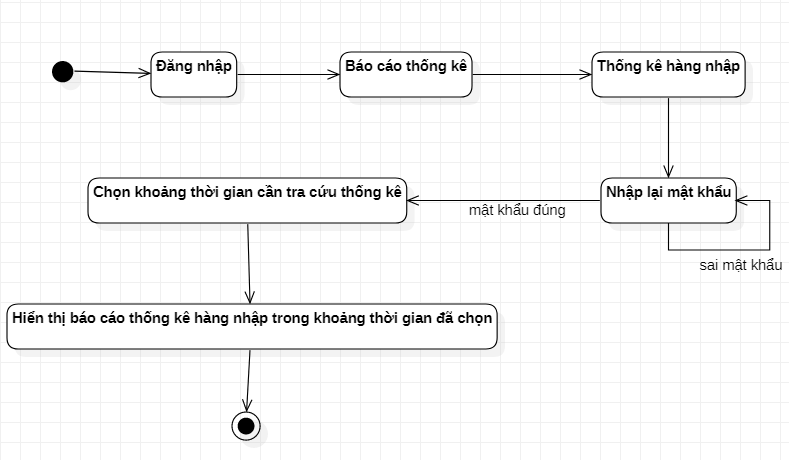 Đăng nhập
Báo cáo thống kê
Thống kê hàng nhập
Chọn khoảng thời gian cần tra cứu thống kê
mật khẩu đúng
Nhập lại mật khẩu
sai mật khẩu
Hiển thị báo cáo thống kê hàng nhập trong khoảng thời gian đã chọn